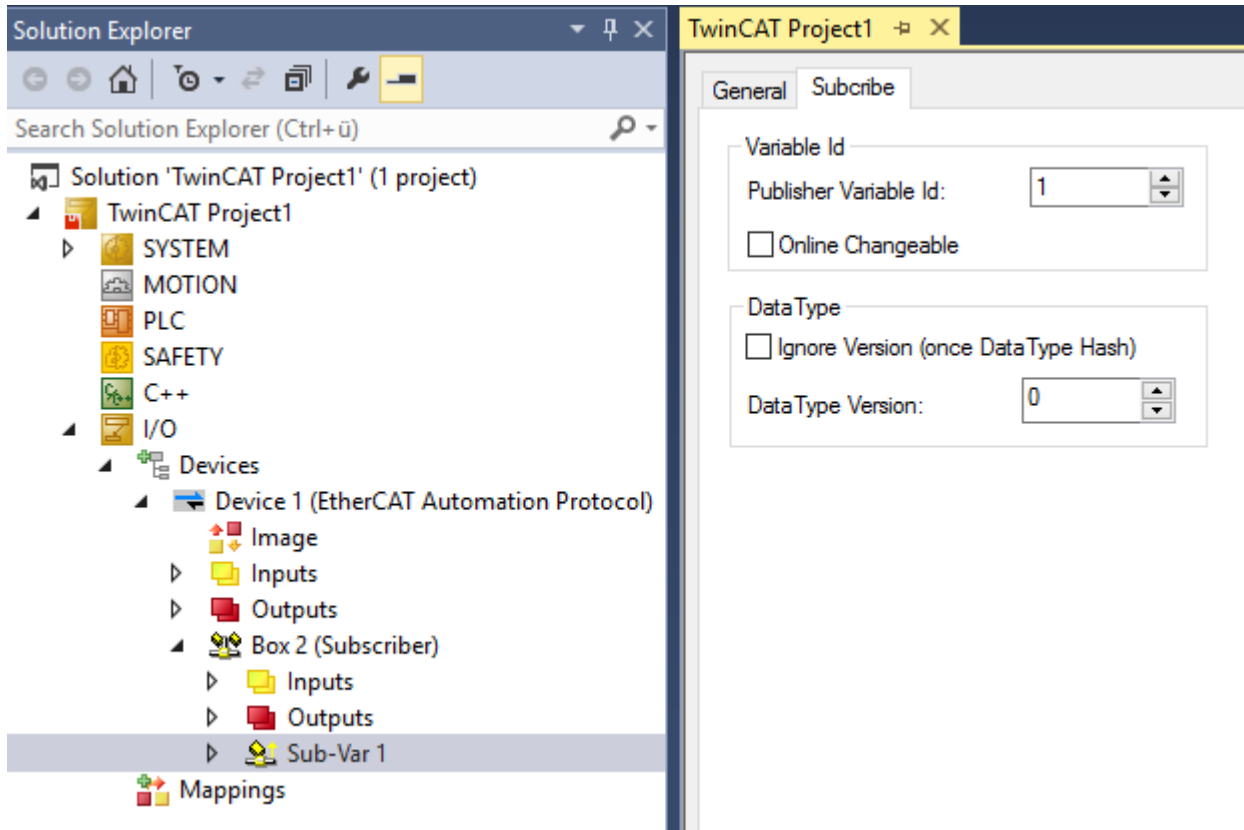 Solution Explorer
Search Solution Explorer (Ctrl+ü)
Solution 'TwinCAT Project1' (1 project)
TwinCAT Project1
SYSTEM
MOTION
PLC
SAFETY
C++
I/O
Devices
Device 1 (EtherCAT Automation Protocol)
Image
Inputs
Outputs
Box 2 (Subscriber)
Inputs
Outputs
Sub-Var 1
Mappings
TwinCAT Project1
General Subcribe
Variable Id
Publisher Variable Id: 1
Online Changeable
DataType
Ignore Version (once DataType Hash)
DataType Version: 0